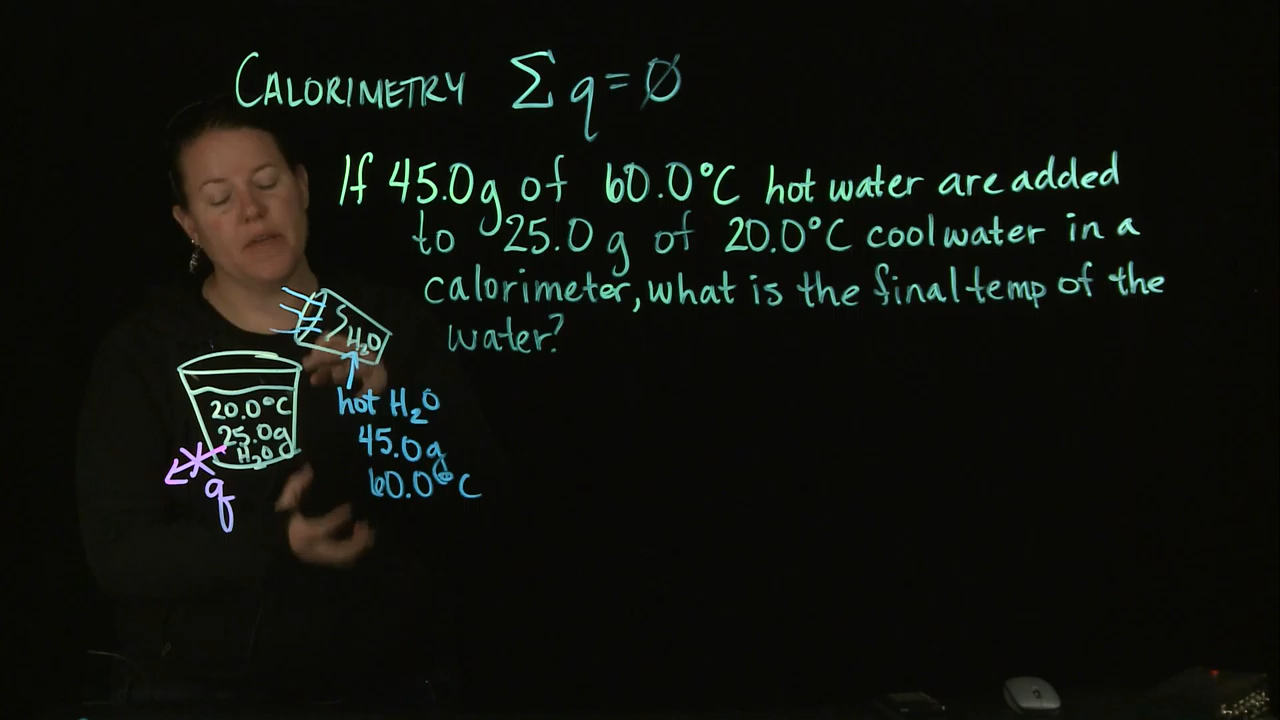 CALORIMETRY Σ q = Ø
If 45.0g of 60.0°C hot water are added
to 25.0 g of 20.0°C cool water in a
calorimeter, what is the final temp of the
water?
H₂O
20.0°C
25.0g
H₂O
q
hot H₂O
45.0g
60.0°C